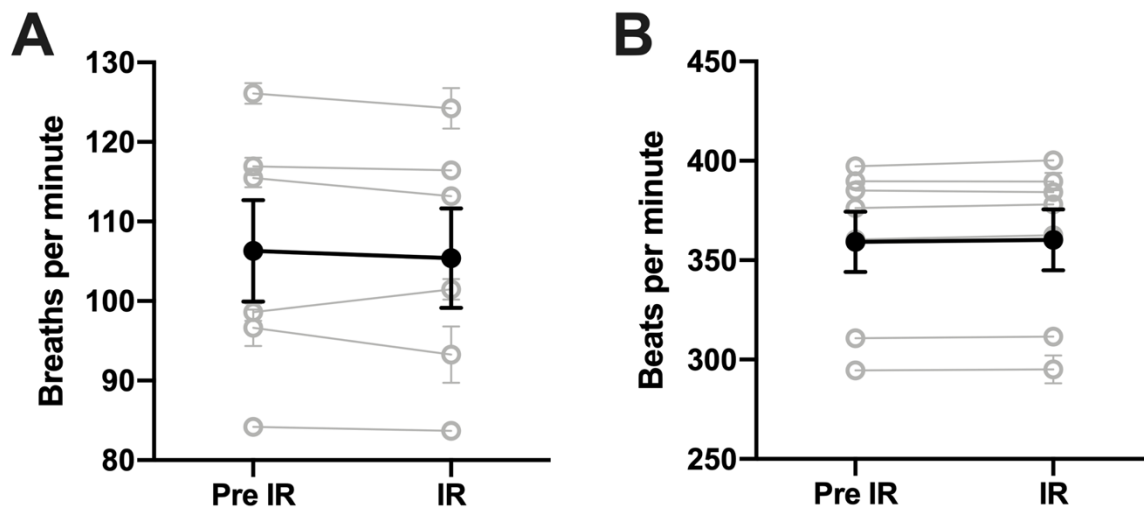 A
Breaths per minute
130
120
110
100
90
80
Pre IR
IR
B
Beats per minute
450
400
350
300
250
Pre IR
IR